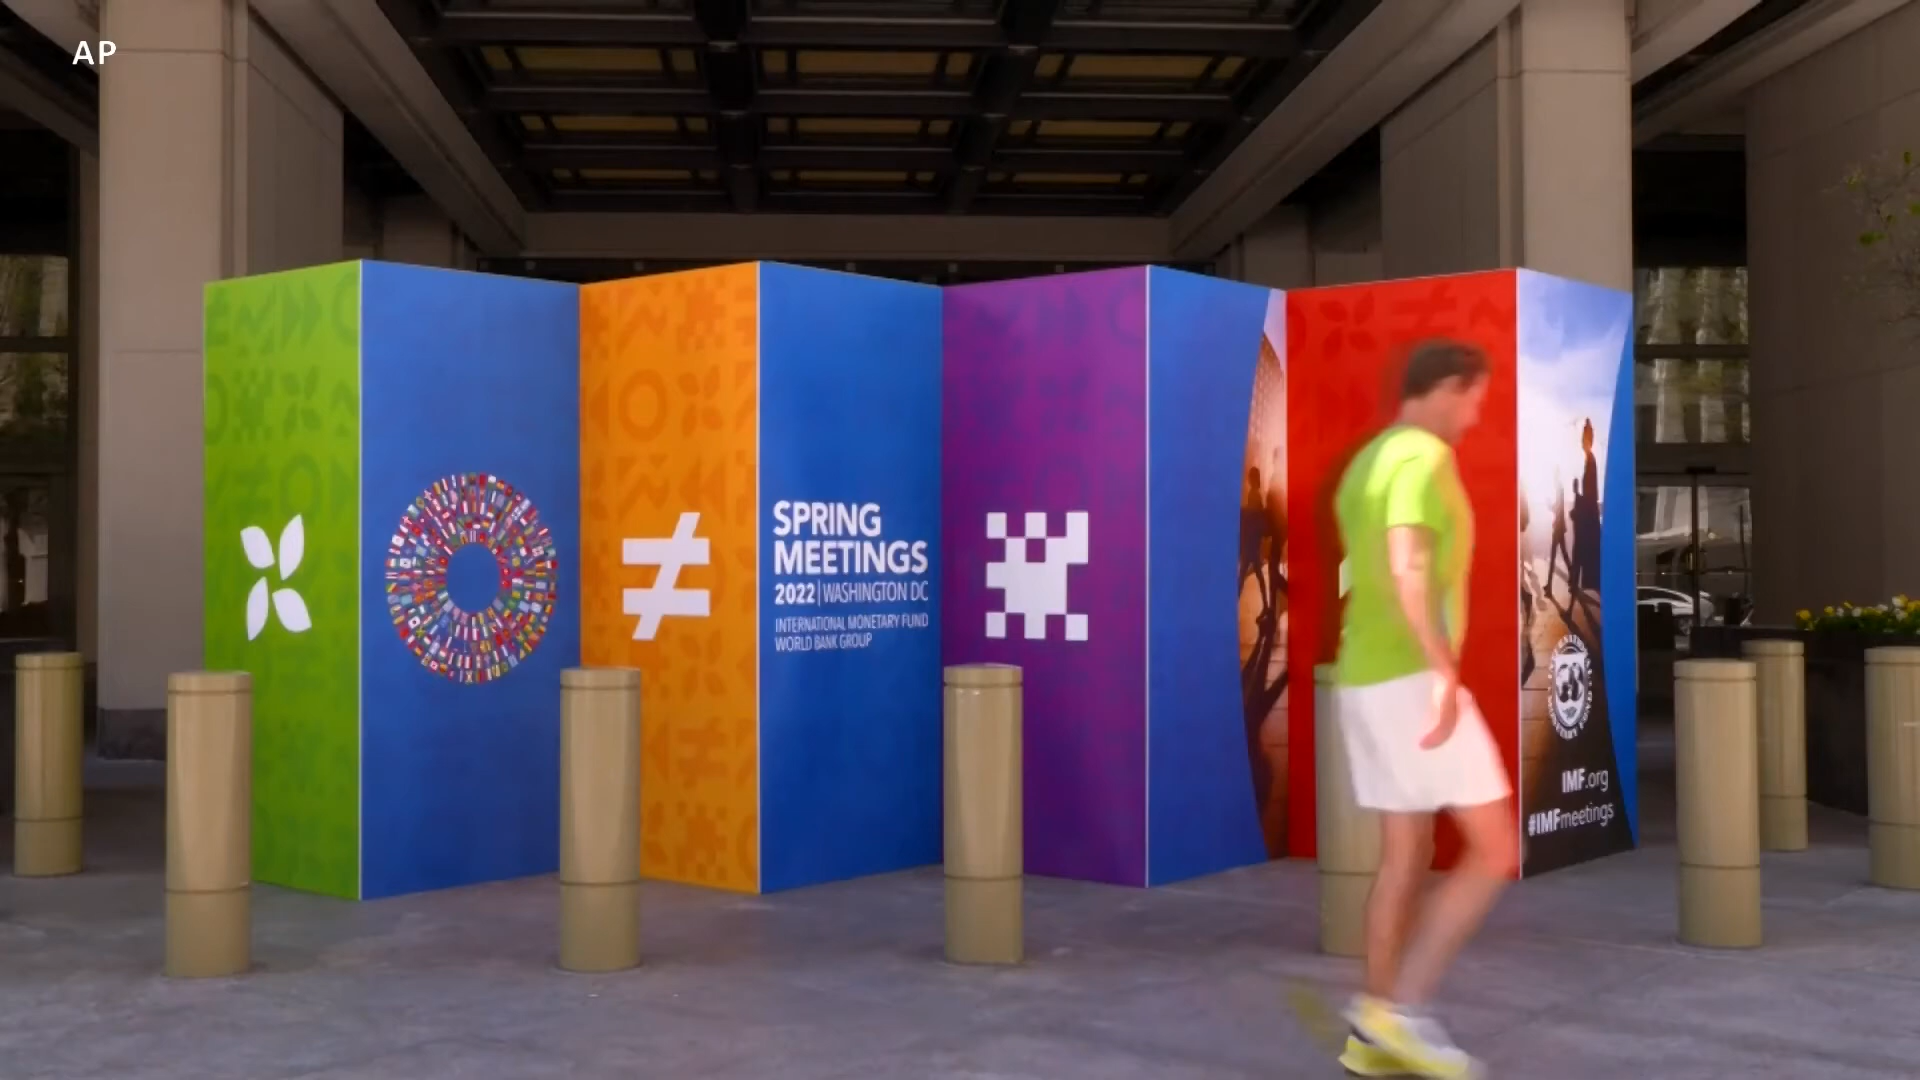 AP
SPRING
MEETINGS
2022 | WASHINGTON DC
INTERNATIONAL MONETARY FUND
WORLD BANK GROUP
IMF.org
#IMFmeetings